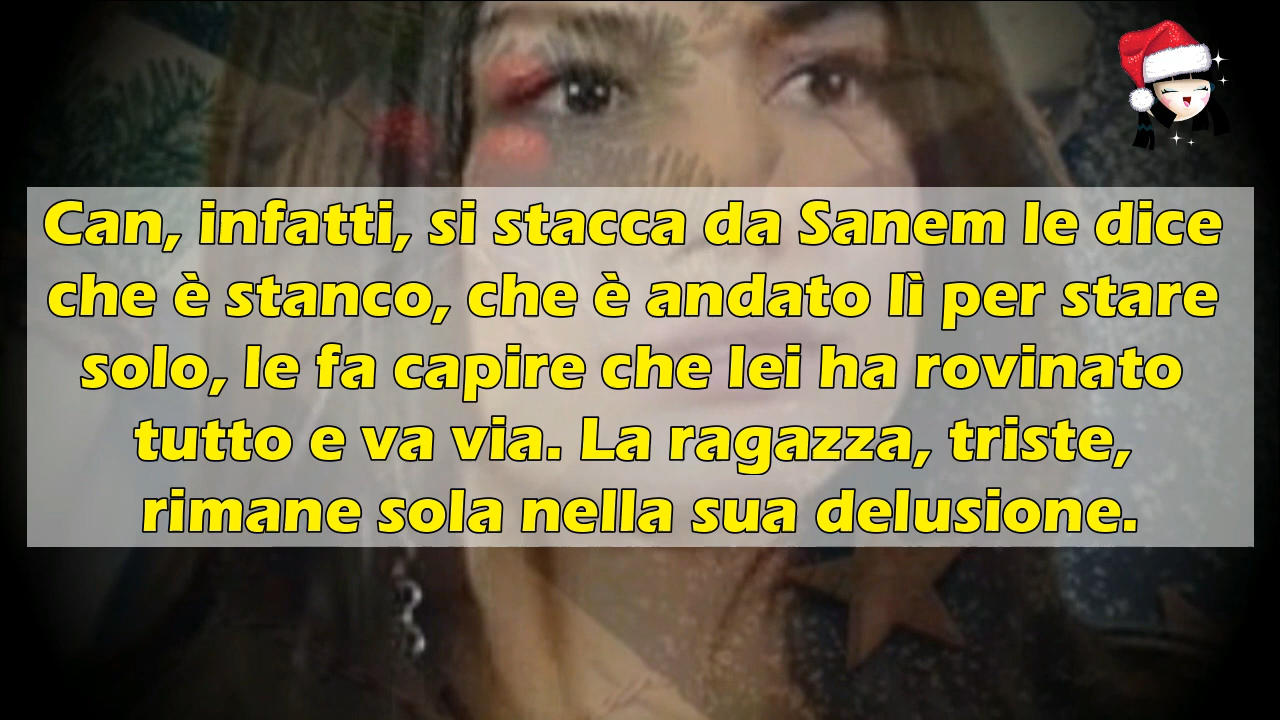 Can, infatti, si stacca da Sanem le dice
che è stanco, che è andato lì per stare
solo, le fa capire che lei ha rovinato
tutto e va via. La ragazza, triste,
rimane sola nella sua delusione.